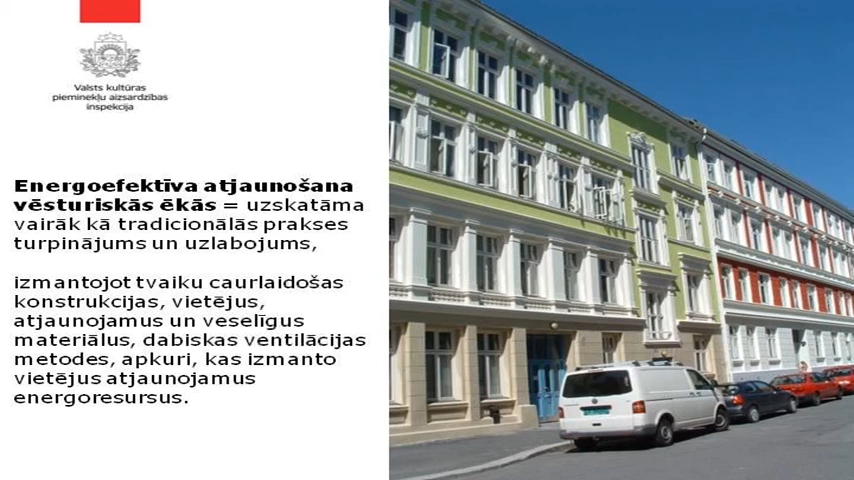 Valsts kultūras
pieminekļu aizsardzības
inspekcija
Energoefektīva atjaunošana
vēsturiskās ēkās = uzskatāma
vairāk kā tradicionālās prakses
turpinājums un uzlabojums,
izmantojot tvaiku caurlaidošas
konstrukcijas, vietējus,
atjaunojamus un veselīgus
materiālus, dabiskas ventilācijas
metodes, apkuri, kas izmanto
vietējus atjaunojamus
energoresursus.